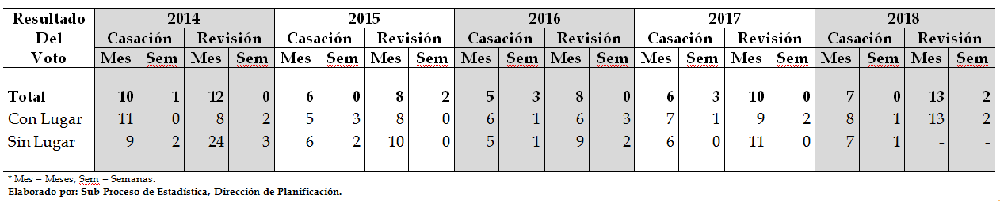 Resultado 2014 2015 2016 2017 2018
Del Casación Revisión Casación Revisión Casación Revisión Casación Revisión Casación Revisión
Voto Mes Sem Mes Sem Mes Sem Mes Sem Mes Sem Mes Sem Mes Sem Mes Sem Mes Sem Mes Sem
Total 10 1 12 0 6 0 8 2 5 3 8 0 6 3 10 0 7 0 13 2
Con Lugar 11 0 8 2 5 3 8 0 6 1 6 3 7 1 9 2 8 1 13 2
Sin Lugar 9 2 24 3 6 2 10 0 5 1 9 2 6 0 11 0 7 1 - -
* Mes = Meses, Sem = Semanas.
Elaborado por: Sub Proceso de Estadística, Dirección de Planificación.